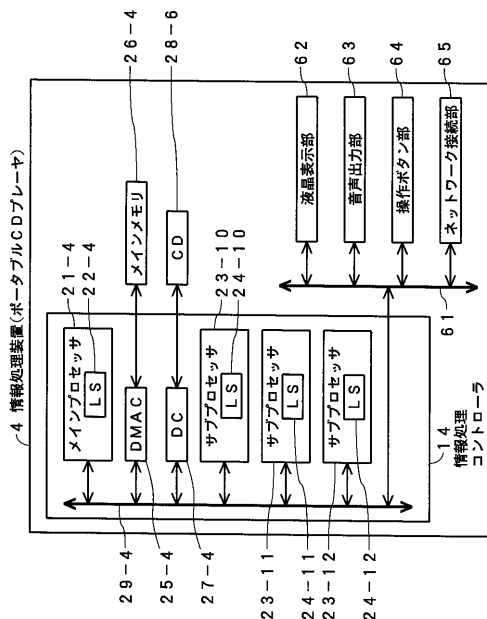 4 情報処理装置(ポータブルCDプレーヤ)
21-4
22-4
メインプロセッサ
LS
26-4
メインメモリ
DMAC
28-6
CD
DC
23-10
24-10
サブプロセッサ
LS
サブプロセッサ
LS
サブプロセッサ
LS
29-4
25-4
27-4
23-11
24-11
23-12
24-12
14
情報処理
コントローラ
61
液晶表示部
62
音声出力部
63
操作ボタン部
64
ネットワーク接続部
65